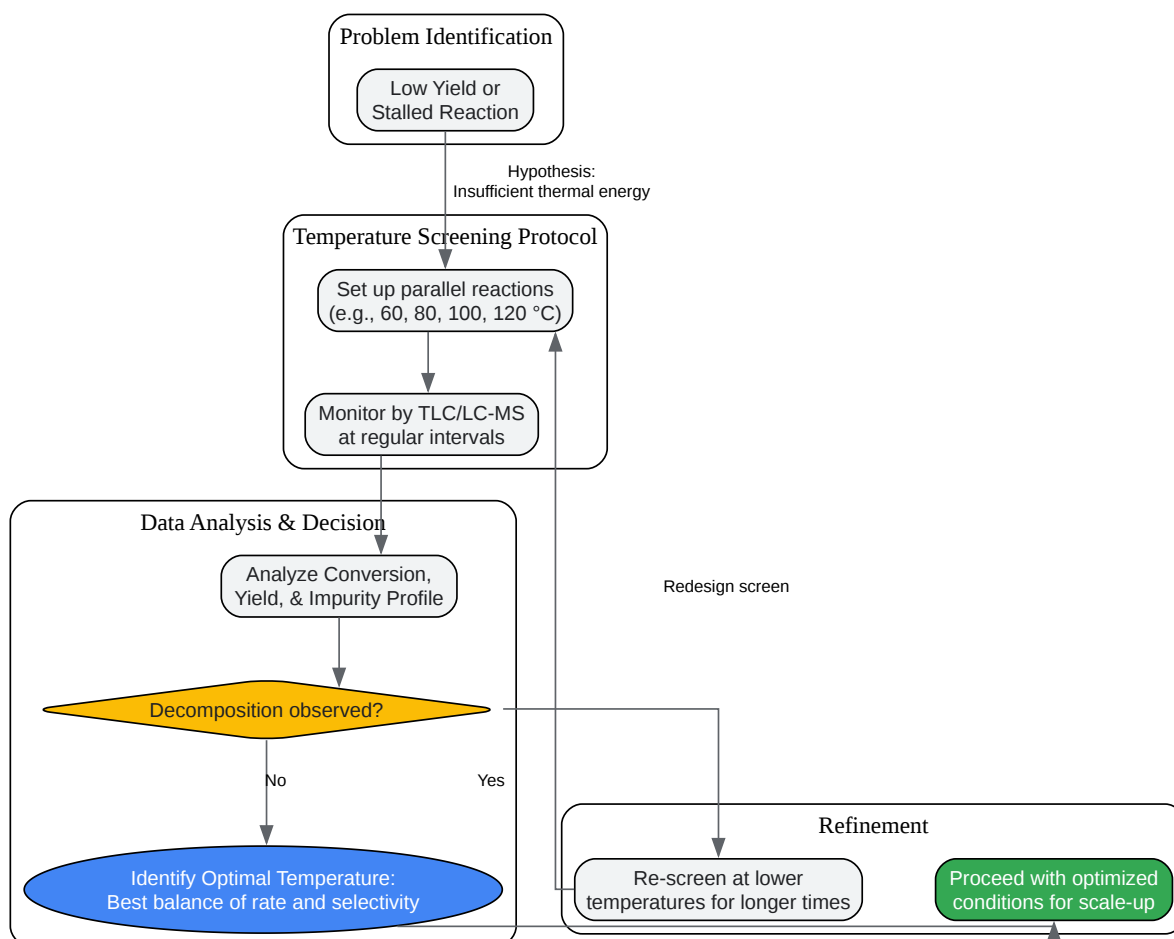 Problem Identification
Low Yield or
Stalled Reaction
Hypothesis:
Insufficient thermal energy
Temperature Screening Protocol
Set up parallel reactions
(e.g., 60, 80, 100, 120 °C)
Monitor by TLC/LC-MS
at regular intervals
Data Analysis & Decision
Analyze Conversion,
Yield, & Impurity Profile
Redesign screen
Decomposition observed?
No
Yes
Refinement
Identify Optimal Temperature:
Best balance of rate and selectivity
Re-screen at lower
temperatures for longer times
Proceed with optimized
conditions for scale-up